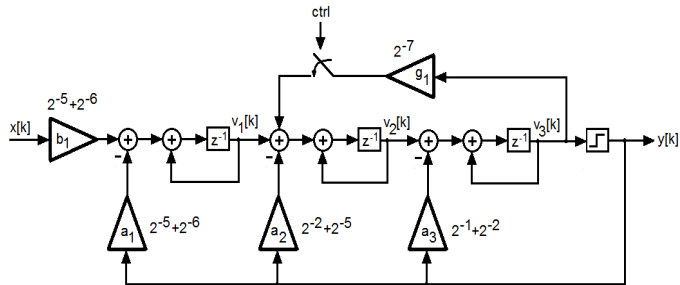 ctrl
2⁻⁷
g₁
2⁻⁵+2⁻⁶
x[k]
b₁
+
+
z⁻¹
v₁[k]
+
+
z⁻¹
v₂[k]
+
+
z⁻¹
v₃[k]
y[k]
−
−
−
a₁
2⁻⁵+2⁻⁶
a₂
2⁻²+2⁻⁵
a₃
2⁻¹+2⁻²